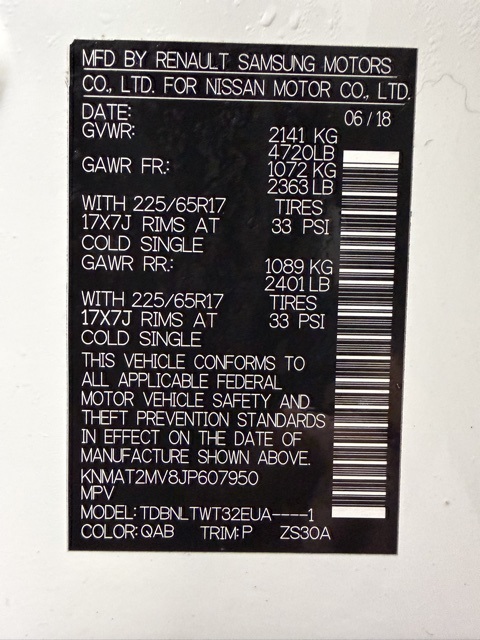 MFD BY RENAULT SAMSUNG MOTORS
CO., LTD. FOR NISSAN MOTOR CO., LTD.
DATE: 06/18
GVWR: 2141 KG
4720LB
GAWR FR.: 1072 KG
2363 LB
WITH 225/65R17 TIRES
17X7J RIMS AT 33 PSI
COLD SINGLE
GAWR RR.: 1089 KG
2401 LB
WITH 225/65R17 TIRES
17X7J RIMS AT 33 PSI
COLD SINGLE
THIS VEHICLE CONFORMS TO
ALL APPLICABLE FEDERAL
MOTOR VEHICLE SAFETY AND
THEFT PREVENTION STANDARDS
IN EFFECT ON THE DATE OF
MANUFACTURE SHOWN ABOVE.
KNMAT2MV8JP607950
MPV
MODEL: TDBNLTWT32EUA----1
COLOR: QAB TRIM: P ZS30A